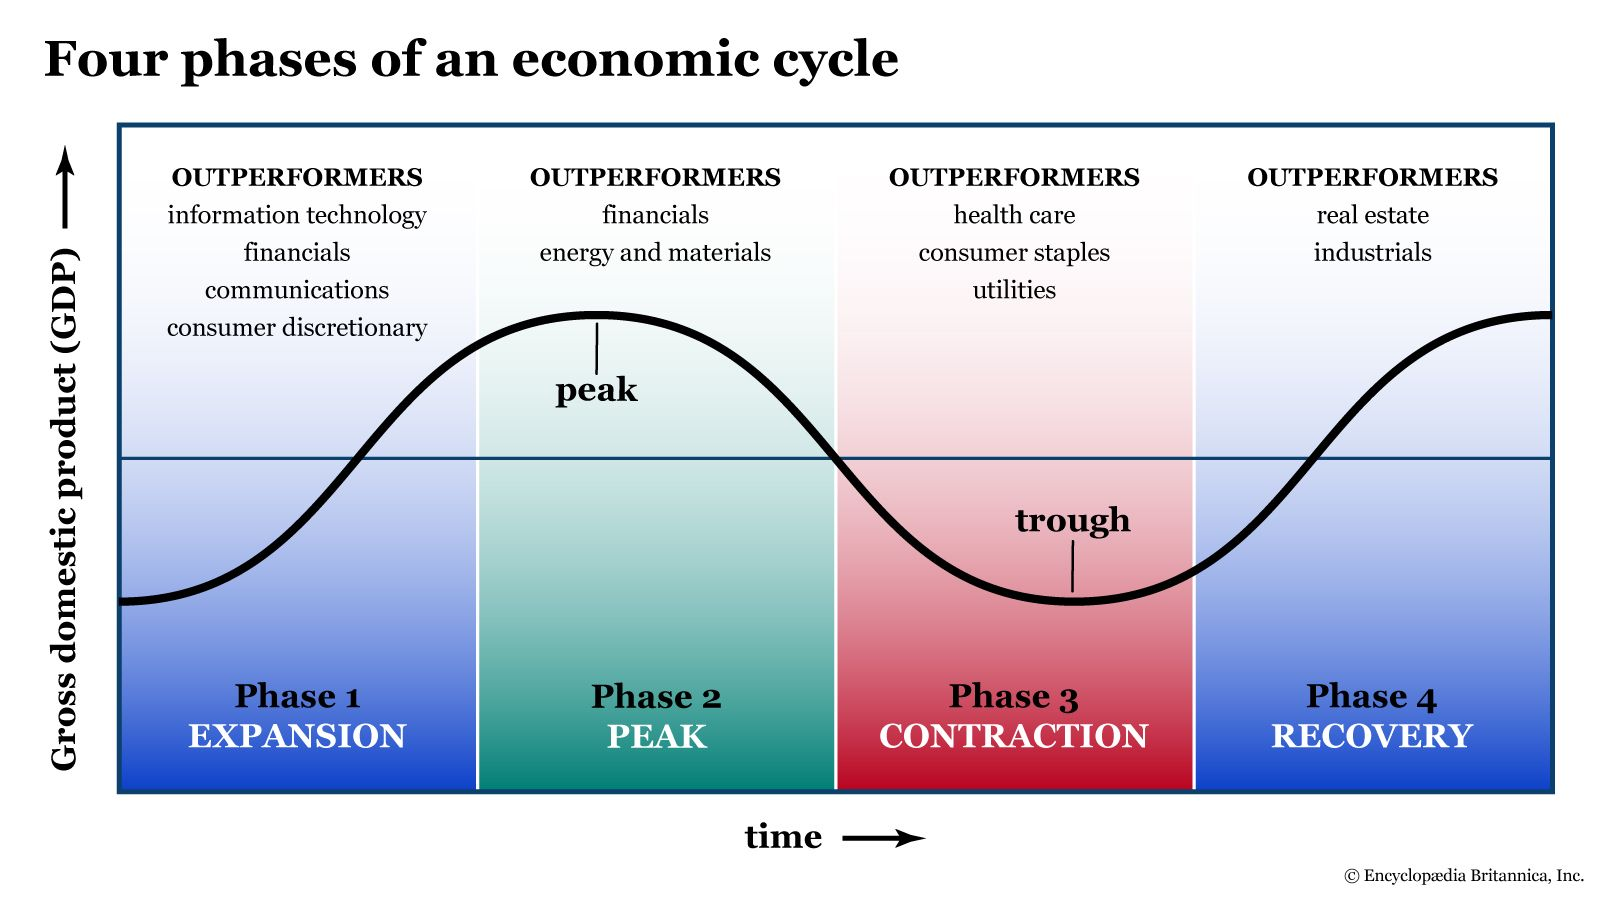 Four phases of an economic cycle
Gross domestic product (GDP)
OUTPERFORMERS
information technology
financials
communications
consumer discretionary
Phase 1
EXPANSION
OUTPERFORMERS
financials
energy and materials
peak
Phase 2
PEAK
OUTPERFORMERS
health care
consumer staples
utilities
trough
Phase 3
CONTRACTION
OUTPERFORMERS
real estate
industrials
Phase 4
RECOVERY
time
© Encyclopædia Britannica, Inc.